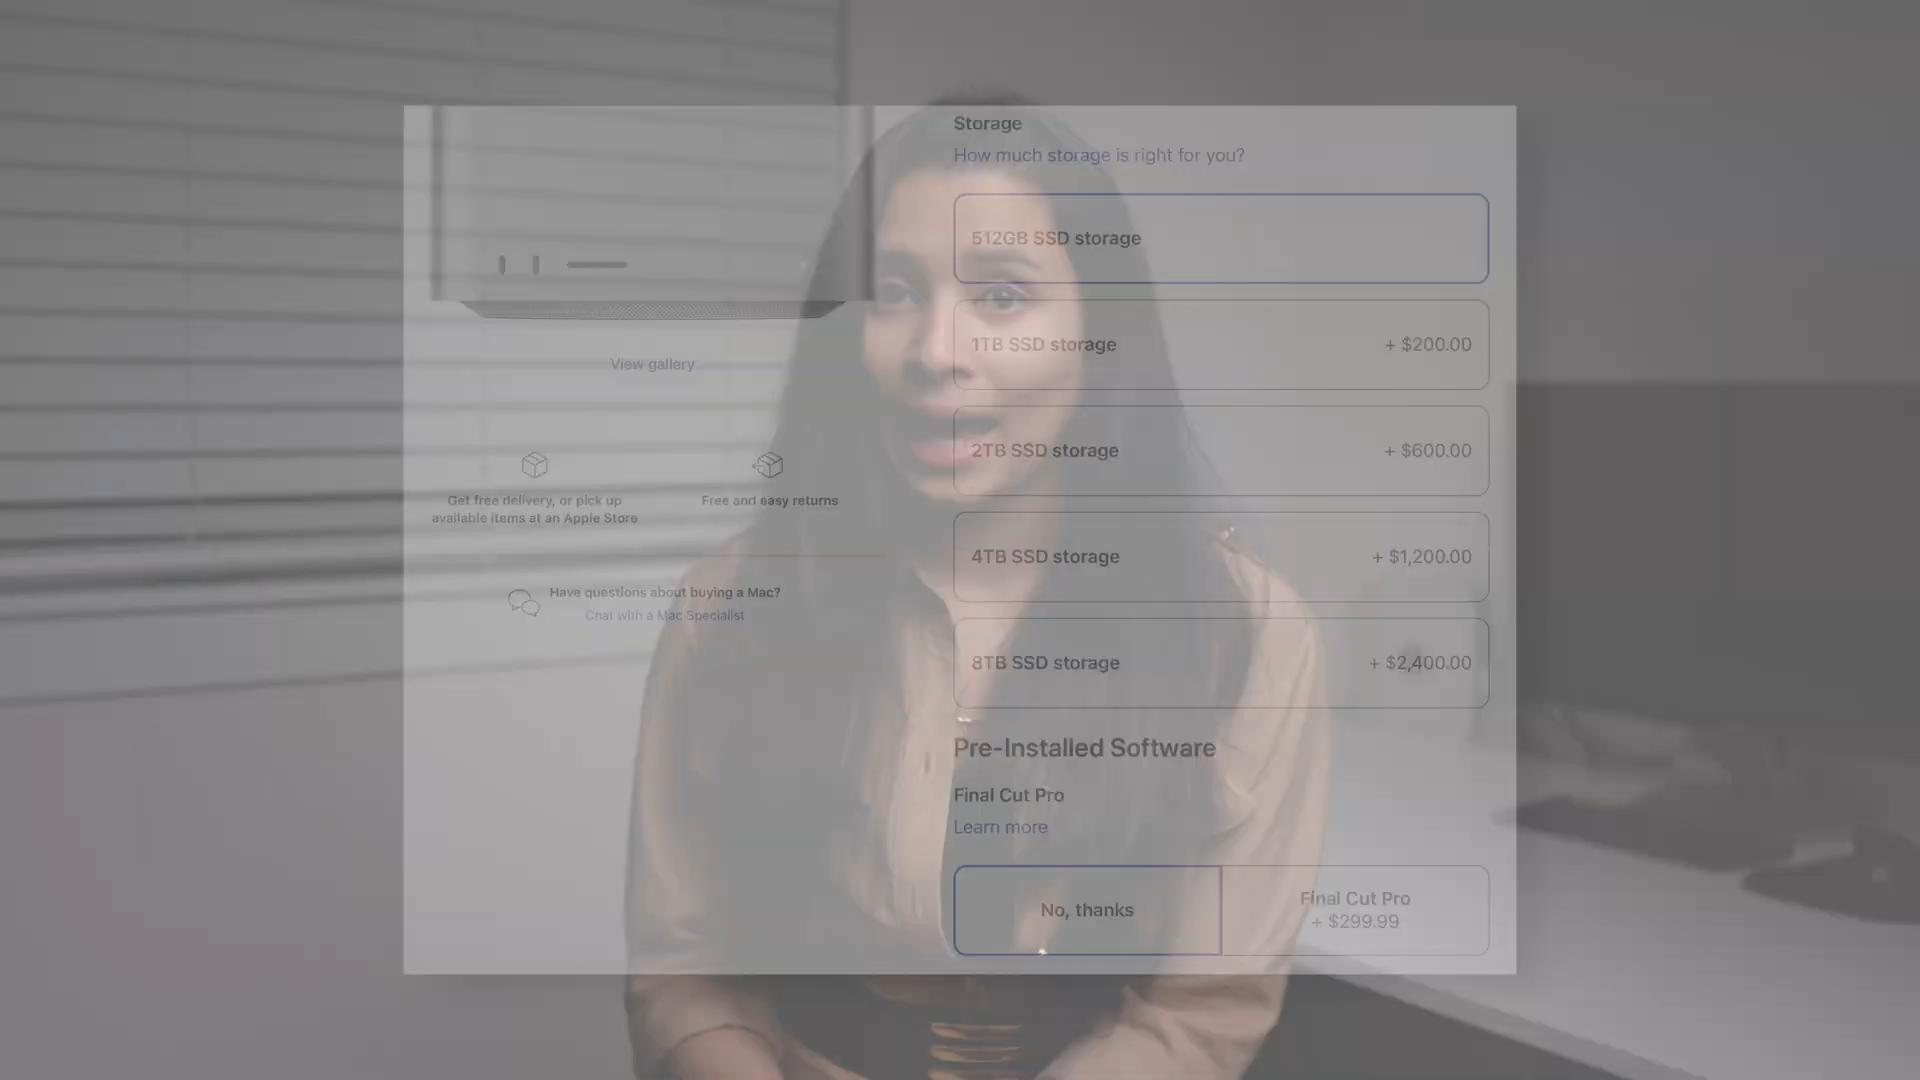 Storage
How much storage is right for you?
512GB SSD storage
1TB SSD storage
+ $200.00
2TB SSD storage
+ $600.00
4TB SSD storage
+ $1,200.00
8TB SSD storage
+ $2,400.00
View gallery
Get free delivery, or pick up
available items at an Apple Store
Free and easy returns
Have questions about buying a Mac?
Chat with a Mac Specialist
Pre-Installed Software
Final Cut Pro
Learn more
No, thanks
Final Cut Pro
+ $299.99